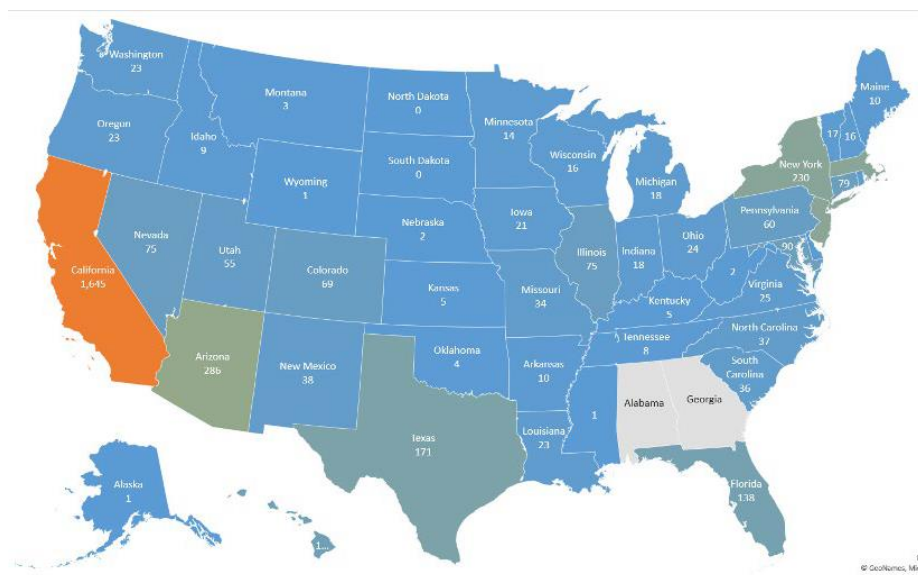 Washington
23
Montana
3
North Dakota
0
Minnesota
14
Maine
10
Oregon
23
Idaho
9
South Dakota
0
Wisconsin
16
Michigan
18
17
16
New York
230
Wyoming
1
79
Nebraska
2
Iowa
21
Pennsylvania
60
Nevada
75
Utah
55
Colorado
69
Illinois
75
Indiana
18
Ohio
24
90
California
1,645
Kansas
5
Missouri
34
2
Virginia
25
Kentucky
5
North Carolina
37
Tennessee
8
Arizona
286
New Mexico
38
Oklahoma
4
Arkansas
10
South
Carolina
36
Alabama
Georgia
1
Texas
171
Louisiana
23
Alaska
1
Florida
138
1...
© GeoNames,